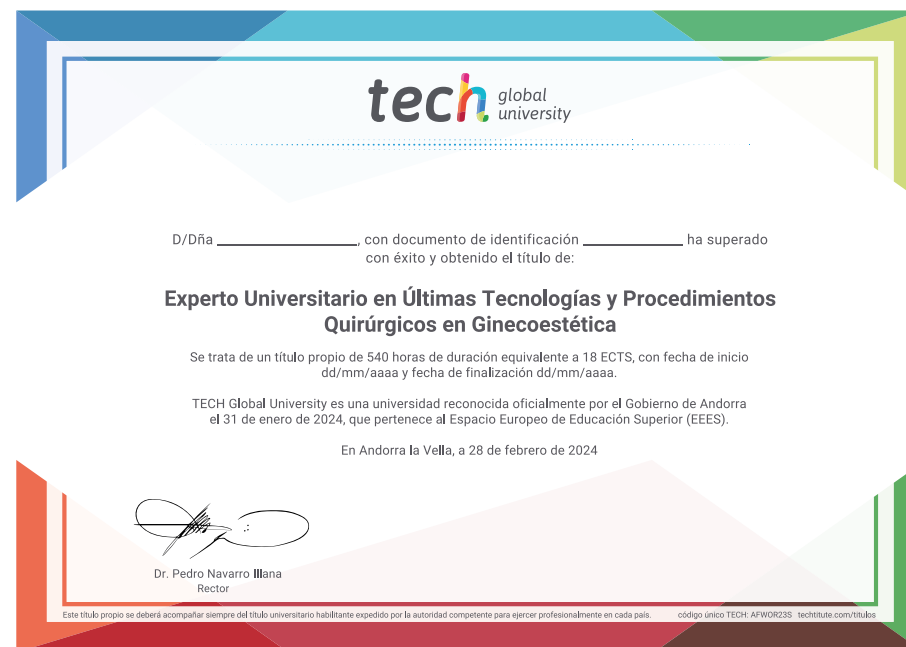 tech global university
D/Dña ____________________, con documento de identificación ______________ ha superado
con éxito y obtenido el título de:
Experto Universitario en Últimas Tecnologías y Procedimientos
Quirúrgicos en Ginecoestética
Se trata de un título propio de 540 horas de duración equivalente a 18 ECTS, con fecha de inicio
dd/mm/aaaa y fecha de finalización dd/mm/aaaa.
TECH Global University es una universidad reconocida oficialmente por el Gobierno de Andorra
el 31 de enero de 2024, que pertenece al Espacio Europeo de Educación Superior (EEES).
En Andorra la Vella, a 28 de febrero de 2024
Dr. Pedro Navarro Illana
Rector
Este título propio se deberá acompañar siempre del título universitario habilitante expedido por la autoridad competente para ejercer profesionalmente en cada país. código único TECH: AFWOR23S techtitute.com/titulos